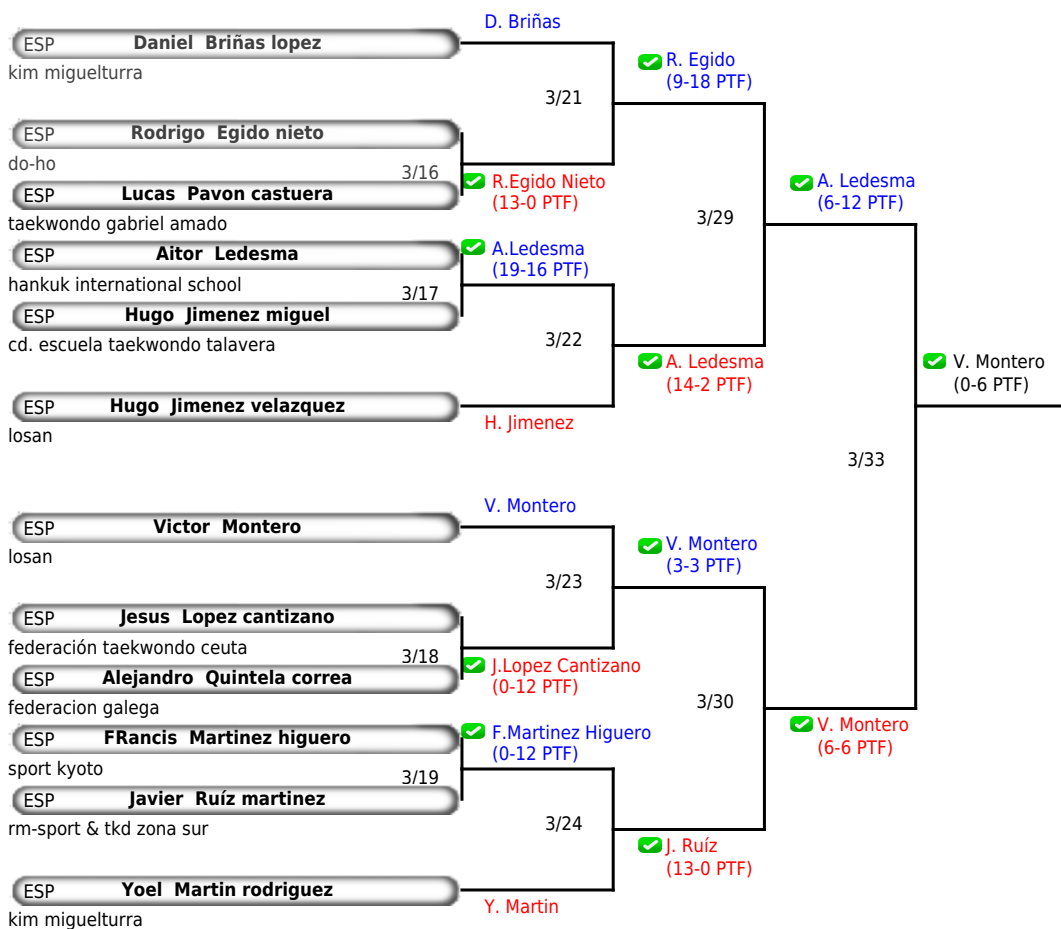 D. Briñas
ESP Daniel Briñas lopez
kim miguelturra
R. Egido
(9-18 PTF)
3/21
ESP Rodrigo Egido nieto
do-ho
3/16
R.Egido Nieto
(13-0 PTF)
ESP Lucas Pavon castuera
taekwondo gabriel amado
A. Ledesma
(6-12 PTF)
3/29
ESP Aitor Ledesma
hankuk international school
A.Ledesma
(19-16 PTF)
3/17
ESP Hugo Jimenez miguel
cd. escuela taekwondo talavera
3/22
A. Ledesma
(14-2 PTF)
V. Montero
(0-6 PTF)
ESP Hugo Jimenez velazquez
losan
H. Jimenez
3/33
V. Montero
ESP Victor Montero
losan
V. Montero
(3-3 PTF)
3/23
ESP Jesus Lopez cantizano
federación taekwondo ceuta
3/18
J.Lopez Cantizano
(0-12 PTF)
ESP Alejandro Quintela correa
federacion galega
3/30
V. Montero
(6-6 PTF)
ESP FRancis Martinez higuero
sport kyoto
F.Martinez Higuero
(0-12 PTF)
3/19
ESP Javier Ruíz martinez
rm-sport & tkd zona sur
3/24
J. Ruíz
(13-0 PTF)
ESP Yoel Martin rodriguez
kim miguelturra
Y. Martin